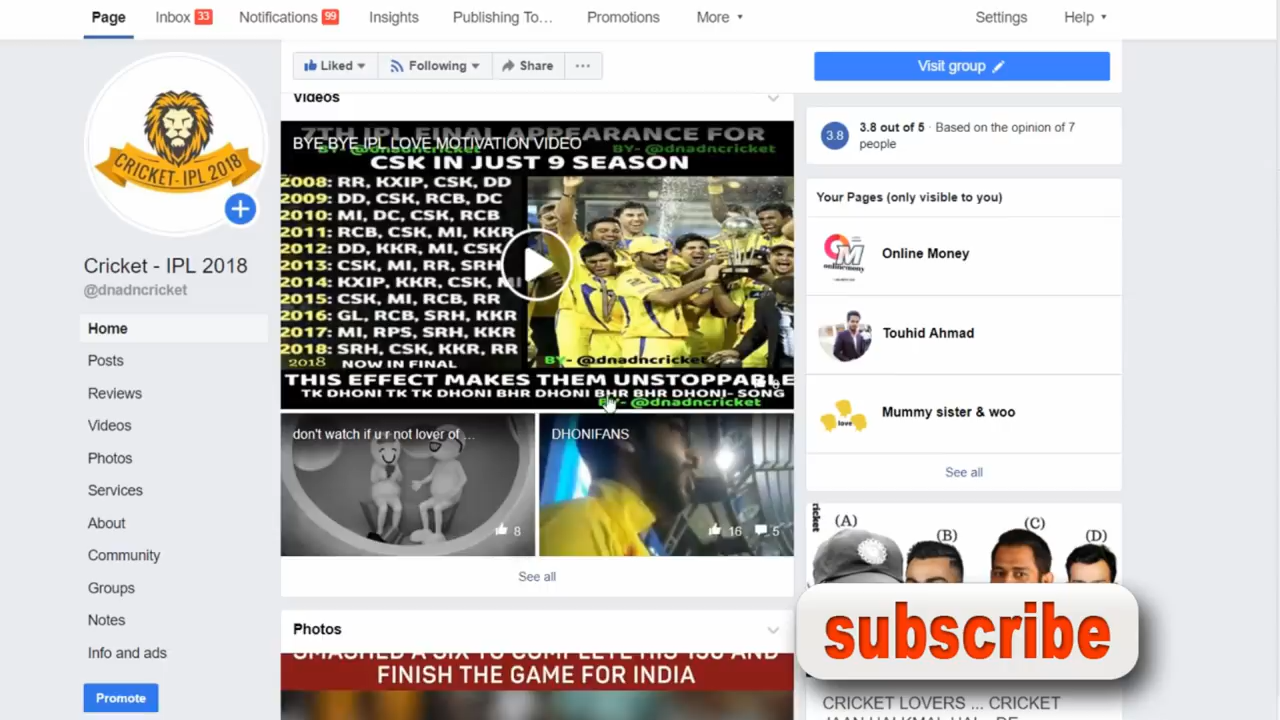 Page
Inbox 33
Notifications 99
Insights
Publishing To...
Promotions
More
Settings
Help
Liked
Following
Share
...
Visit group
CRICKET- IPL 2018
Cricket - IPL 2018
@dnadncricket
Home
Posts
Reviews
Videos
Photos
Services
About
Community
Groups
Notes
Info and ads
Promote
Videos
7TH IPL FINAL APPEARANCE FOR
BYE BYE IPL LOVE MOTIVATION VIDEO
BY- @dnadncricket
CSK IN JUST 9 SEASON
2008: RR, KXIP, CSK, DD
2009: DD, CSK, RCB, DC
2010: MI, DC, CSK, RCB
2011: RCB, CSK, MI, KKR
2012: DD, KKR, MI, CSK
2013: CSK, MI, RR, SRH
2014: KXIP, KKR, CSK, MI
2015: CSK, MI, RCB, RR
2016: GL, RCB, SRH, KKR
2017: MI, RPS, SRH, KKR
2018: SRH, CSK, KKR, RR
2018 NOW IN FINAL
BY- @dnadncricket
THIS EFFECT MAKES THEM UNSTOPPABLE
TK DHONI TK TK DHONI BHR DHONI BHR BHR DHONI- SONG
BY- @dnadncricket
don't watch if u r not lover of ...
8
DHONIFANS
16 5
See all
Photos
SMASHED A SIX TO COMPLETE HIS 150 AND
FINISH THE GAME FOR INDIA
3.8
3.8 out of 5 · Based on the opinion of 7
people
Your Pages (only visible to you)
Online Money
Touhid Ahmad
love
Mummy sister & woo
See all
(A)
(B)
(C)
(D)
subscribe
CRICKET LOVERS ... CRICKET